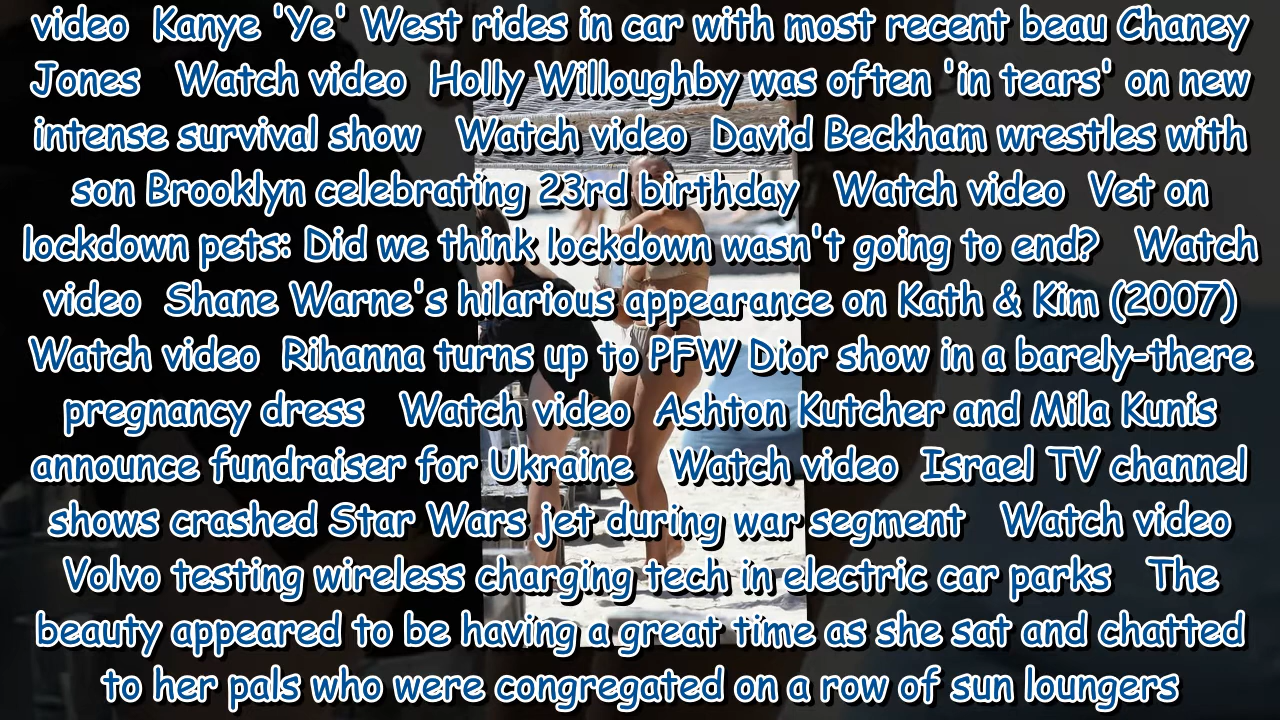 video Kanye 'Ye' West rides in car with most recent beau Chaney
Jones Watch video Holly Willoughby was often 'in tears' on new
intense survival show Watch video David Beckham wrestles with
son Brooklyn celebrating 23rd birthday Watch video Vet on
lockdown pets: Did we think lockdown wasn't going to end? Watch
video Shane Warne's hilarious appearance on Kath & Kim (2007)
Watch video Rihanna turns up to PFW Dior show in a barely-there
pregnancy dress Watch video Ashton Kutcher and Mila Kunis
announce fundraiser for Ukraine Watch video Israel TV channel
shows crashed Star Wars jet during war segment Watch video
Volvo testing wireless charging tech in electric car parks The
beauty appeared to be having a great time as she sat and chatted
to her pals who were congregated on a row of sun loungers